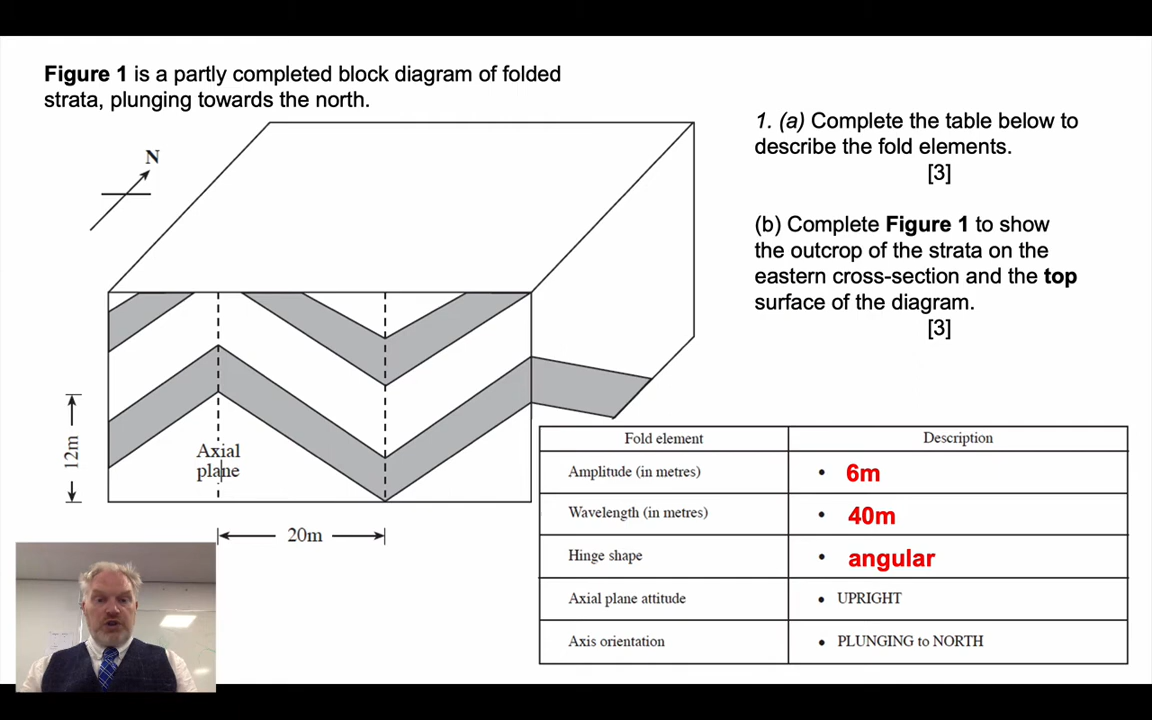 Figure 1 is a partly completed block diagram of folded
strata, plunging towards the north.
N
1. (a) Complete the table below to
describe the fold elements.
[3]
(b) Complete Figure 1 to show
the outcrop of the strata on the
eastern cross-section and the top
surface of the diagram.
[3]
12m
Axial
plane
20m
Fold element Description
Amplitude (in metres) • 6m
Wavelength (in metres) • 40m
Hinge shape • angular
Axial plane attitude • UPRIGHT
Axis orientation • PLUNGING to NORTH